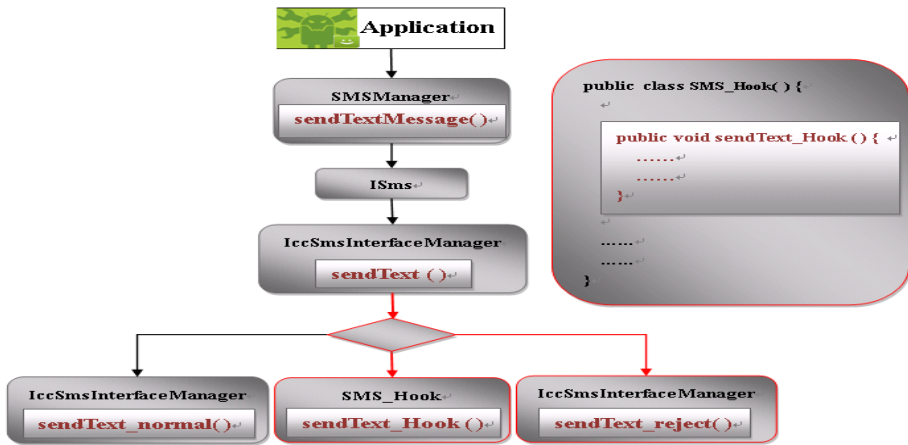 Application
SMSManager
sendTextMessage()
ISms
IccSmsInterfaceManager
sendText ()
IccSmsInterfaceManager
sendText_normal()
SMS_Hook
sendText_Hook ()
IccSmsInterfaceManager
sendText_reject()
public class SMS_Hook( ) {
public void sendText_Hook () {
......
......
}
......
......
}